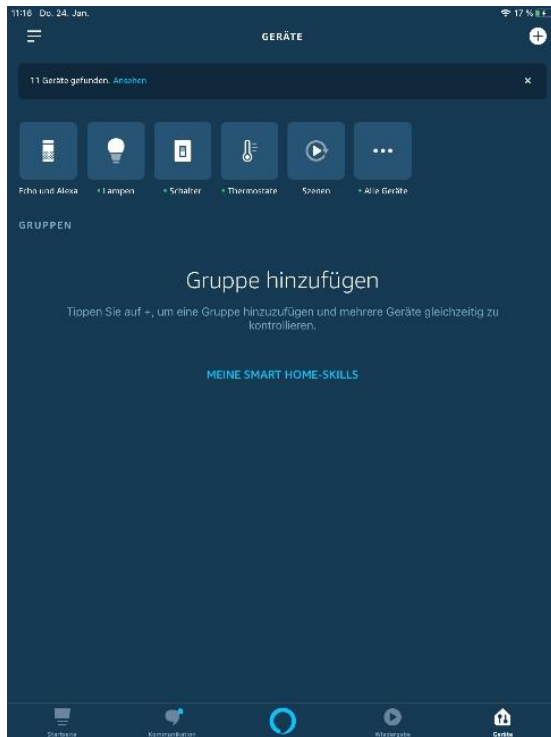 11:16 Do. 24. Jan. 17 %
GERÄTE
11 Geräte gefunden. Ansehen
Echo und Alexa • Lampen • Schalter • Thermostate Szenen • Alle Geräte
GRUPPEN
Gruppe hinzufügen
Tippen Sie auf +, um eine Gruppe hinzuzufügen und mehrere Geräte gleichzeitig zu
kontrollieren.
MEINE SMART HOME-SKILLS
Startseite Kommunikation Wiedergabe Geräte